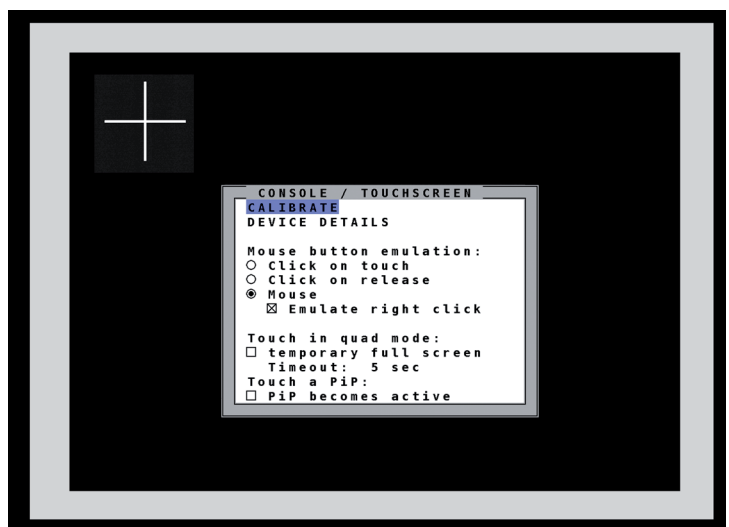 CONSOLE / TOUCHSCREEN
CALIBRATE
DEVICE DETAILS
Mouse button emulation:
Click on touch
Click on release
Mouse
Emulate right click
Touch in quad mode:
temporary full screen
Timeout: 5 sec
Touch a PiP:
PiP becomes active